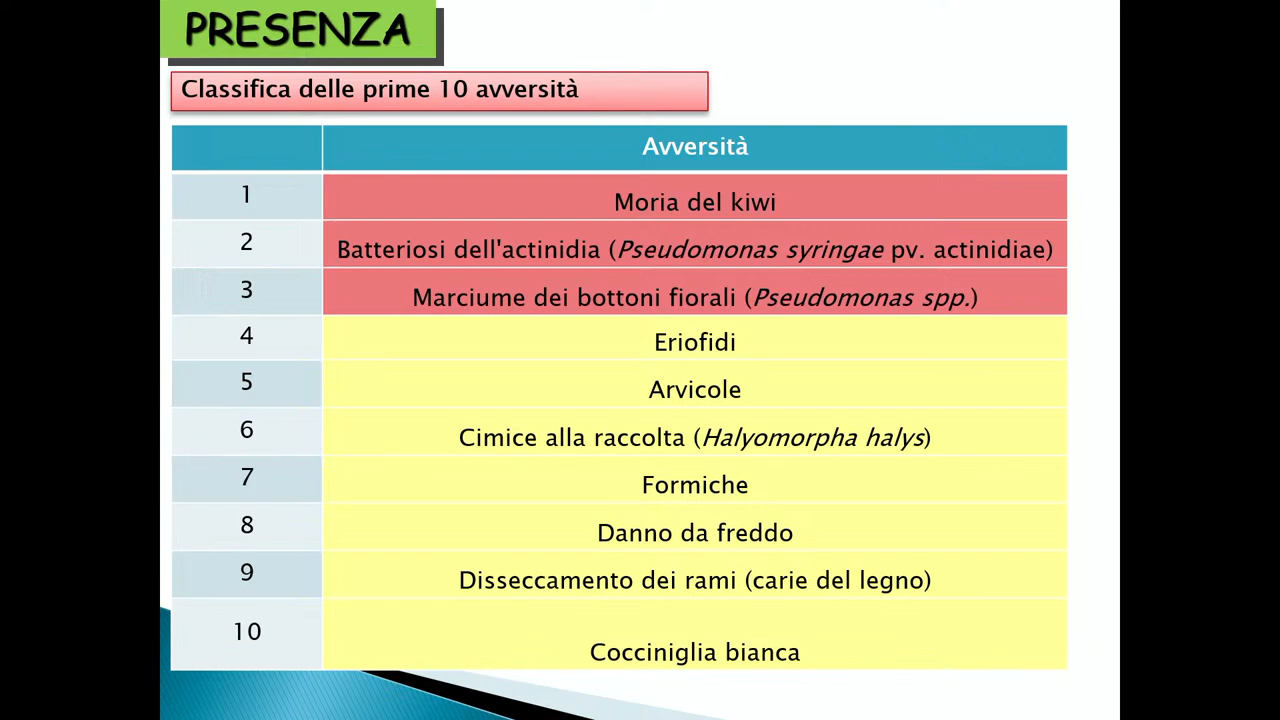 PRESENZA
Classifica delle prime 10 avversità
Avversità
1 Moria del kiwi
2 Batteriosi dell'actinidia (Pseudomonas syringae pv. actinidiae)
3 Marciume dei bottoni fiorali (Pseudomonas spp.)
4 Eriofidi
5 Arvicole
6 Cimice alla raccolta (Halyomorpha halys)
7 Formiche
8 Danno da freddo
9 Disseccamento dei rami (carie del legno)
10 Cocciniglia bianca